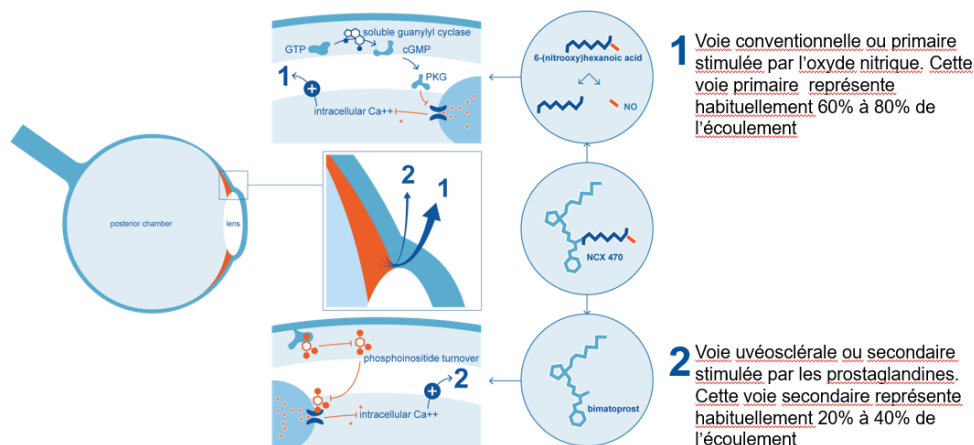 soluble guanylyl cyclase
GTP
cGMP
PKG
1
+
intracellular Ca++
6-(nitrooxy)hexanoic acid
NO
1
Voie conventionnelle ou primaire
stimulée par l'oxyde nitrique. Cette
voie primaire représente
habituellement 60% à 80% de
l'écoulement
posterior chamber
lens
2
1
NCX 470
phosphoinositide turnover
+
2
intracellular Ca++
bimatoprost
2
Voie uvéosclérale ou secondaire
stimulée par les prostaglandines.
Cette voie secondaire représente
habituellement 20% à 40% de
l'écoulement